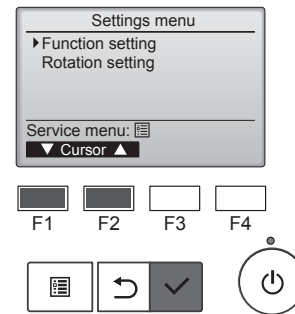 Settings menu
Function setting
Rotation setting
Service menu:
▼ Cursor ▲
F1 F2 F3 F4